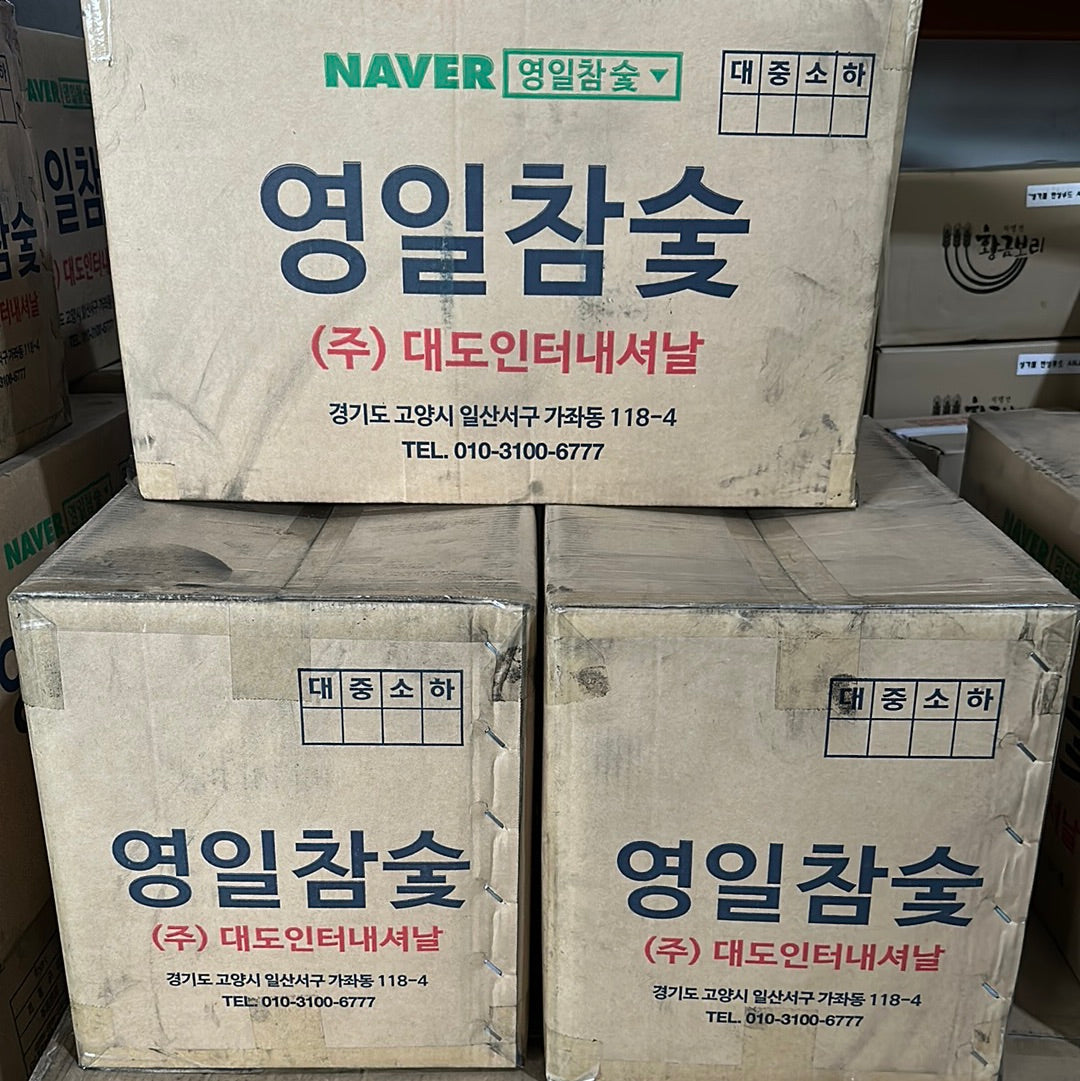 NAVER 영일참숯
대 중 소 하
영일참숯
(주) 대도인터내셔날
경기도 고양시 일산서구 가좌동 118-4
TEL. 010-3100-6777
대 중 소 하
영일참숯
(주) 대도인터내셔날
경기도 고양시 일산서구 가좌동 118-4
TEL. 010-3100-6777
대 중 소 하
영일참숯
(주) 대도인터내셔날
경기도 고양시 일산서구 가좌동 118-4
TEL. 010-3100-6777
황금보리
NAVER